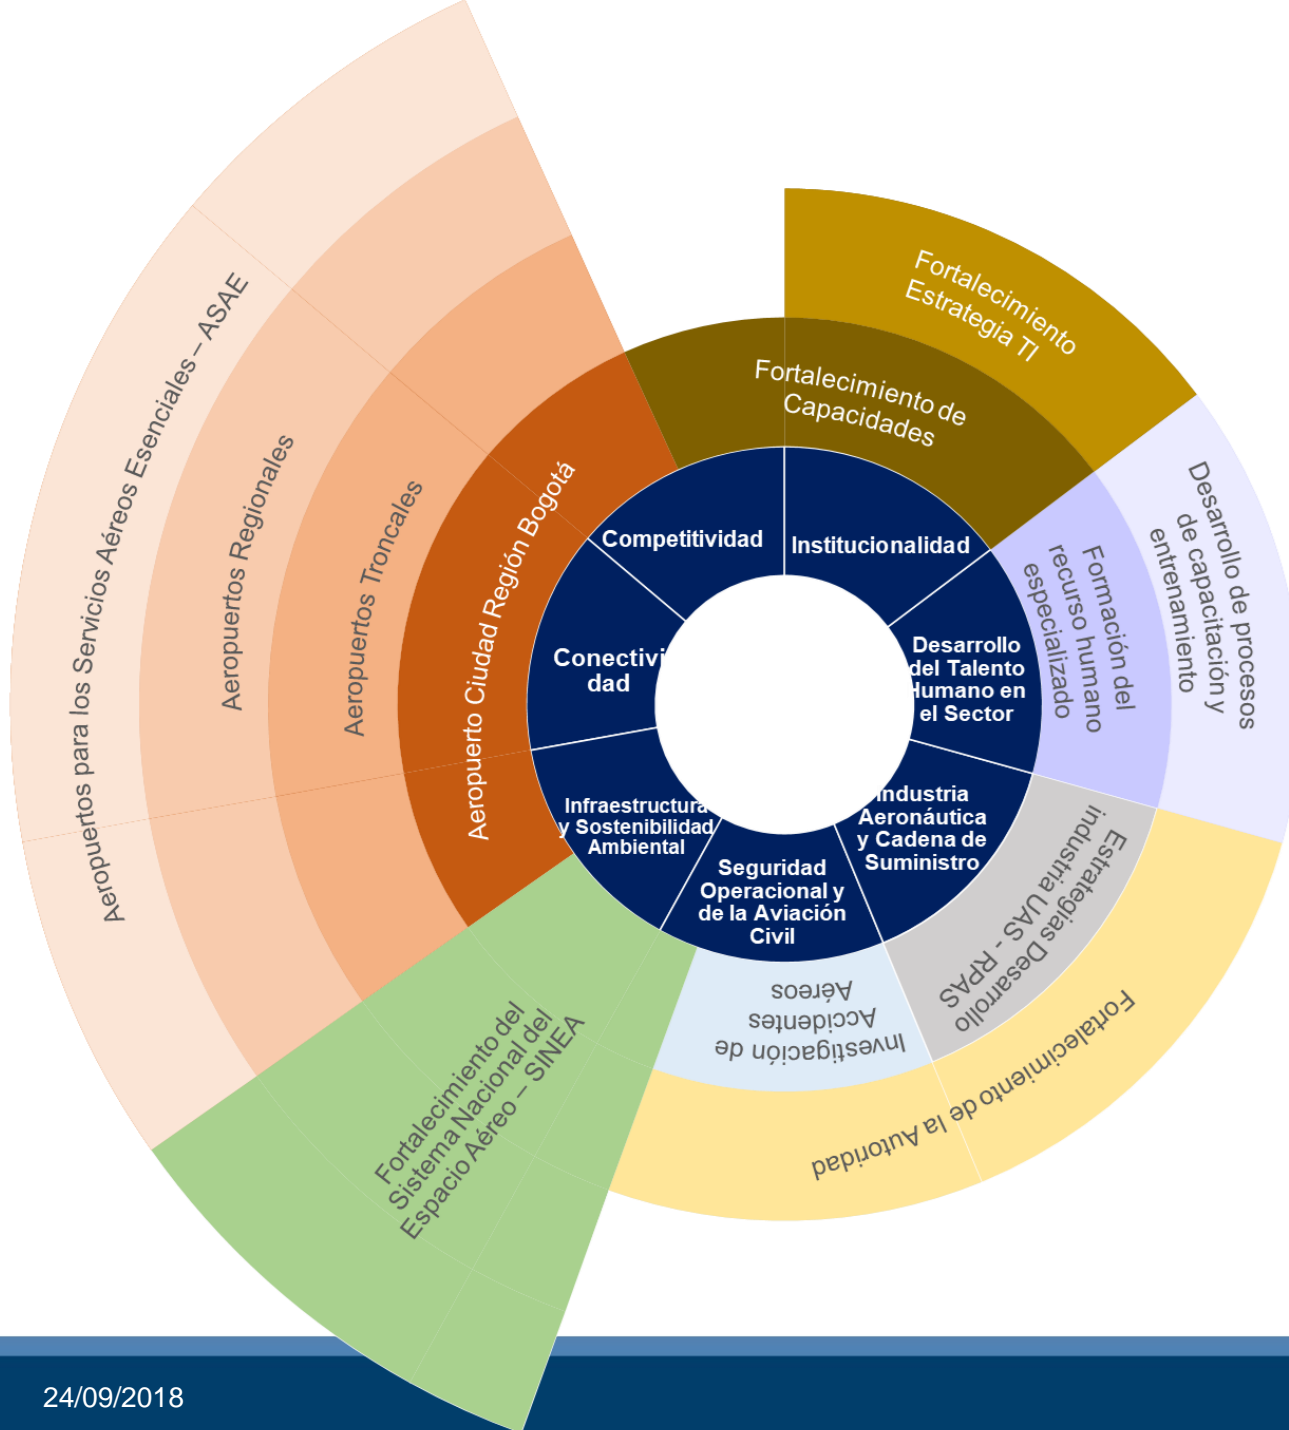 Fortalecimiento
Estrategia TI
Fortalecimiento de
Capacidades
Desarrollo de procesos
de capacitación y
entrenamiento
Formación del
recurso humano
especializado
Estrategias Desarrollo
industria UAS - RPAS
Fortalecimiento de la Autoridad
Investigación de
Accidentes
Aéreos
Fortalecimiento del
Sistema Nacional del
Espacio Aéreo – SINEA
Aeropuertos para los Servicios Aéreos Esenciales – ASAE
Aeropuertos Regionales
Aeropuertos Troncales
Aeropuerto Ciudad Región Bogotá
Competitividad
Institucionalidad
Desarrollo
del Talento
Humano en
el Sector
Industria
Aeronáutica
y Cadena de
Suministro
Seguridad
Operacional y
de la Aviación
Civil
Infraestructura
y Sostenibilidad
Ambiental
Conectivi
dad
24/09/2018